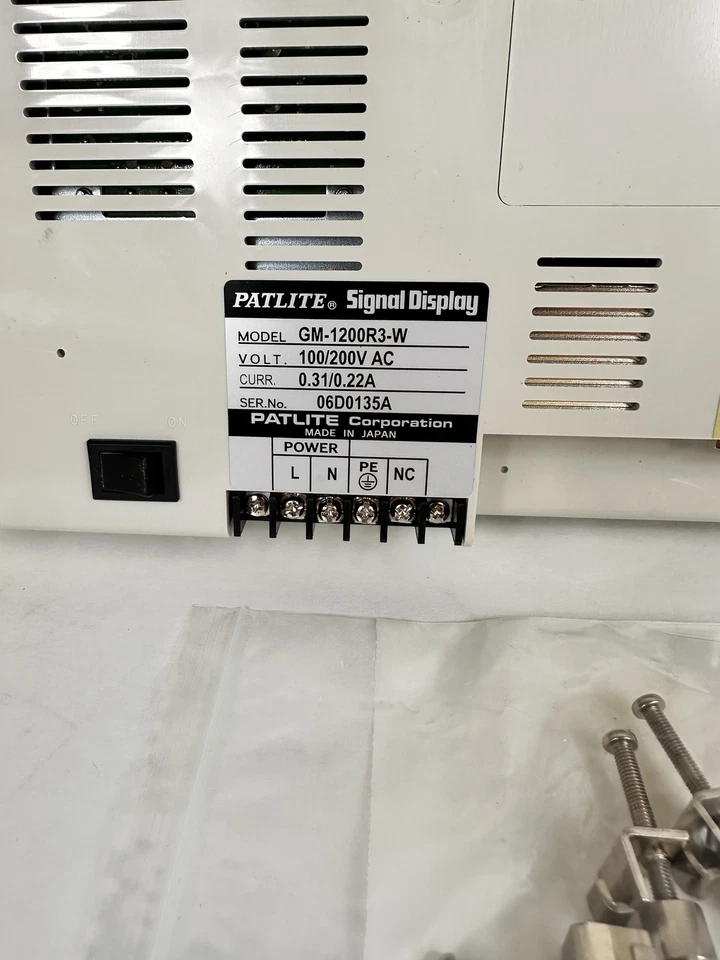 PATLITE® Signal Display
MODEL GM-1200R3-W
VOLT. 100/200V AC
CURR. 0.31/0.22A
SER.No. 06D0135A
PATLITE Corporation
MADE IN JAPAN
OFF ON
POWER
L N PE NC